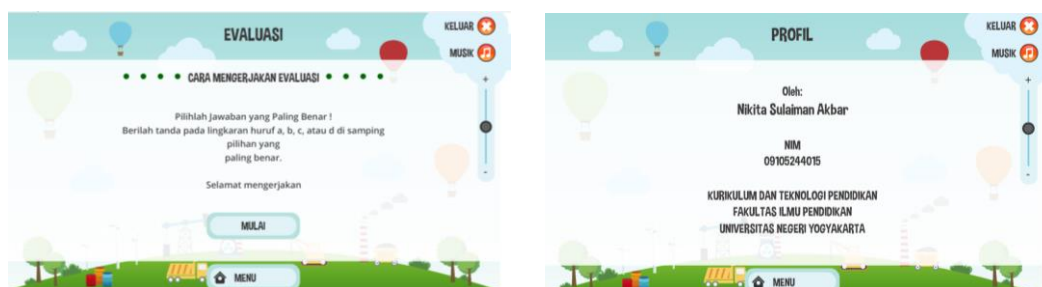 EVALUASI
KELUAR
MUSIK
+
• • • • CARA MENGERJAKAN EVALUASI • • • •
Pilihlah Jawaban yang Paling Benar !
Berilah tanda pada lingkaran huruf a, b, c, atau d di samping
pilihan yang
paling benar.
-
Selamat mengerjakan
MULAI
MENU
PROFIL
KELUAR
MUSIK
+
Oleh:
Nikita Sulaiman Akbar
NIM
09105244015
-
KURIKULUM DAN TEKNOLOGI PENDIDIKAN
FAKULTAS ILMU PENDIDIKAN
UNIVERSITAS NEGERI YOGYAKARTA
MENU